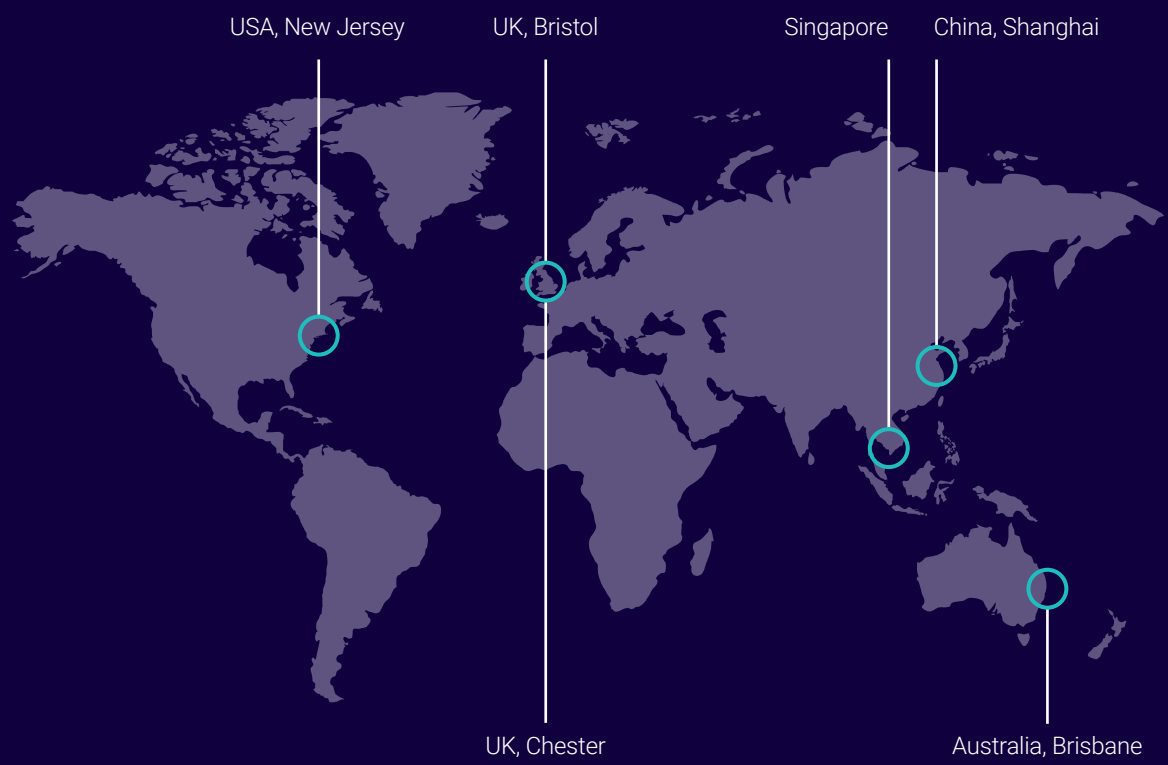 USA, New Jersey
UK, Bristol
Singapore
China, Shanghai
UK, Chester
Australia, Brisbane